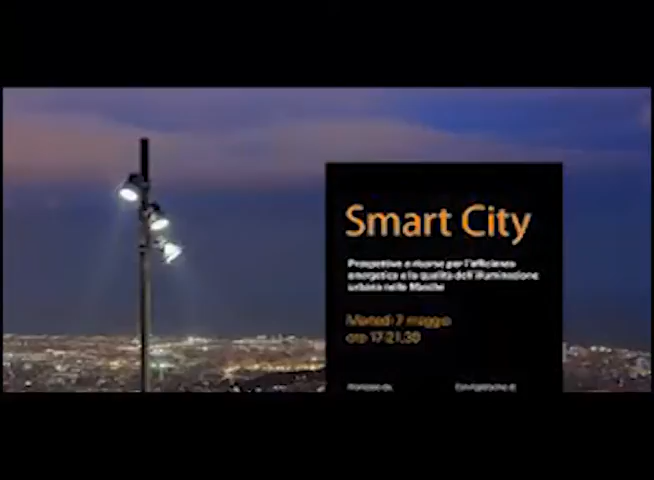 Smart City
Prospettive e risorse per l'efficienza
energetica e la qualità dell'illuminazione
urbana nelle Marche
Martedì 7 maggio
ore 17-21.30